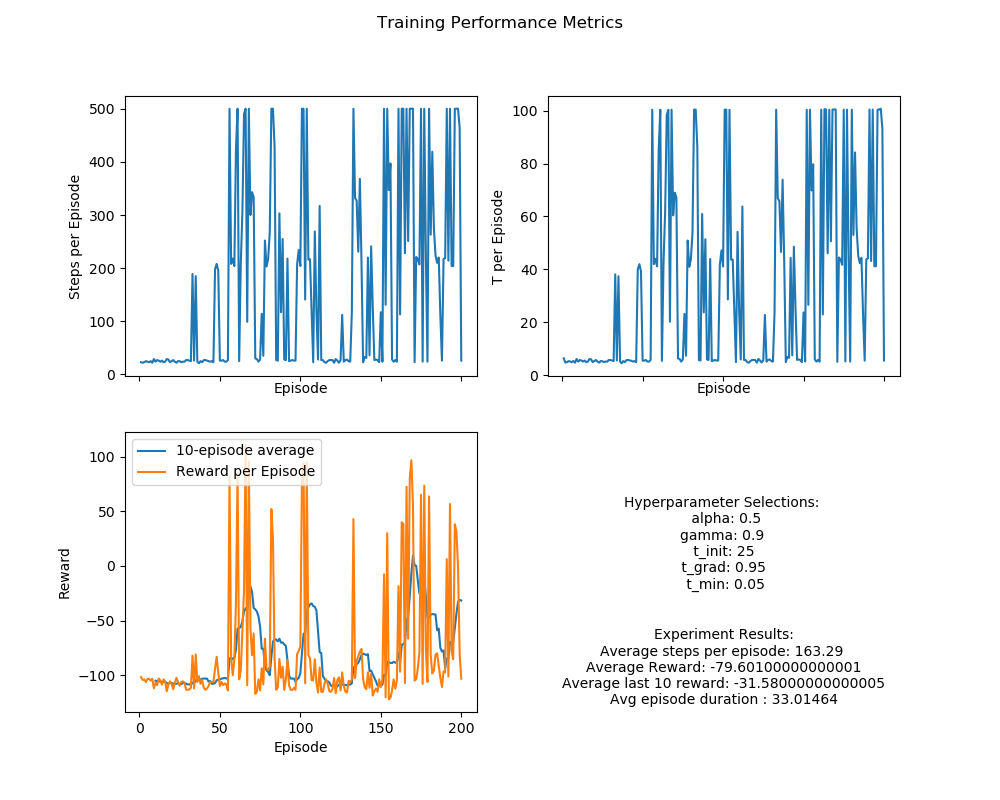 Training Performance Metrics
500
400
300
200
100
0
Steps per Episode
Episode
100
80
60
40
20
0
T per Episode
Episode
100
50
0
−50
−100
Reward
10-episode average
Reward per Episode
0 50 100 150 200
Episode
Hyperparameter Selections:
alpha: 0.5
gamma: 0.9
t_init: 25
t_grad: 0.95
t_min: 0.05
Experiment Results:
Average steps per episode: 163.29
Average Reward: -79.60100000000001
Average last 10 reward: -31.580000000000005
Avg episode duration : 33.01464